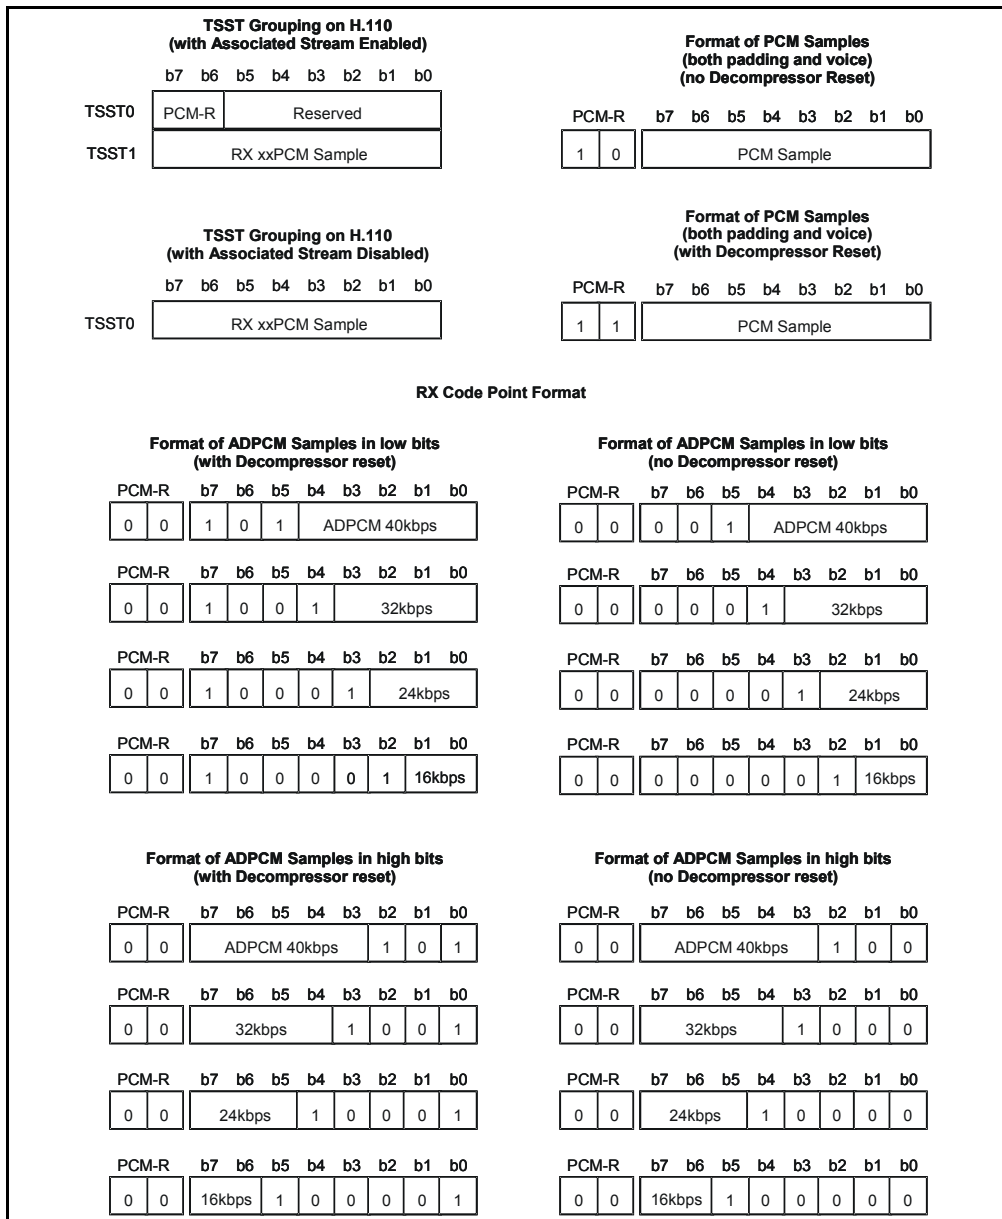 TSST Grouping on H.110
(with Associated Stream Enabled)
b7 b6 b5 b4 b3 b2 b1 b0
TSST0 PCM-R Reserved
TSST1 RX xxPCM Sample
Format of PCM Samples
(both padding and voice)
(no Decompressor Reset)
PCM-R b7 b6 b5 b4 b3 b2 b1 b0
1 0 PCM Sample
TSST Grouping on H.110
(with Associated Stream Disabled)
b7 b6 b5 b4 b3 b2 b1 b0
TSST0 RX xxPCM Sample
Format of PCM Samples
(both padding and voice)
(with Decompressor Reset)
PCM-R b7 b6 b5 b4 b3 b2 b1 b0
1 1 PCM Sample
RX Code Point Format
Format of ADPCM Samples in low bits
(with Decompressor reset)
PCM-R b7 b6 b5 b4 b3 b2 b1 b0
0 0 1 0 1 ADPCM 40kbps
PCM-R b7 b6 b5 b4 b3 b2 b1 b0
0 0 1 0 0 1 32kbps
PCM-R b7 b6 b5 b4 b3 b2 b1 b0
0 0 1 0 0 0 1 24kbps
PCM-R b7 b6 b5 b4 b3 b2 b1 b0
0 0 1 0 0 0 0 1 16kbps
Format of ADPCM Samples in low bits
(no Decompressor reset)
PCM-R b7 b6 b5 b4 b3 b2 b1 b0
0 0 0 0 1 ADPCM 40kbps
PCM-R b7 b6 b5 b4 b3 b2 b1 b0
0 0 0 0 0 1 32kbps
PCM-R b7 b6 b5 b4 b3 b2 b1 b0
0 0 0 0 0 0 1 24kbps
PCM-R b7 b6 b5 b4 b3 b2 b1 b0
0 0 0 0 0 0 0 1 16kbps
Format of ADPCM Samples in high bits
(with Decompressor reset)
PCM-R b7 b6 b5 b4 b3 b2 b1 b0
0 0 ADPCM 40kbps 1 0 1
PCM-R b7 b6 b5 b4 b3 b2 b1 b0
0 0 32kbps 1 0 0 1
PCM-R b7 b6 b5 b4 b3 b2 b1 b0
0 0 24kbps 1 0 0 0 1
PCM-R b7 b6 b5 b4 b3 b2 b1 b0
0 0 16kbps 1 0 0 0 0 1
Format of ADPCM Samples in high bits
(no Decompressor reset)
PCM-R b7 b6 b5 b4 b3 b2 b1 b0
0 0 ADPCM 40kbps 1 0 0
PCM-R b7 b6 b5 b4 b3 b2 b1 b0
0 0 32kbps 1 0 0 0
PCM-R b7 b6 b5 b4 b3 b2 b1 b0
0 0 24kbps 1 0 0 0 0
PCM-R b7 b6 b5 b4 b3 b2 b1 b0
0 0 16kbps 1 0 0 0 0 0